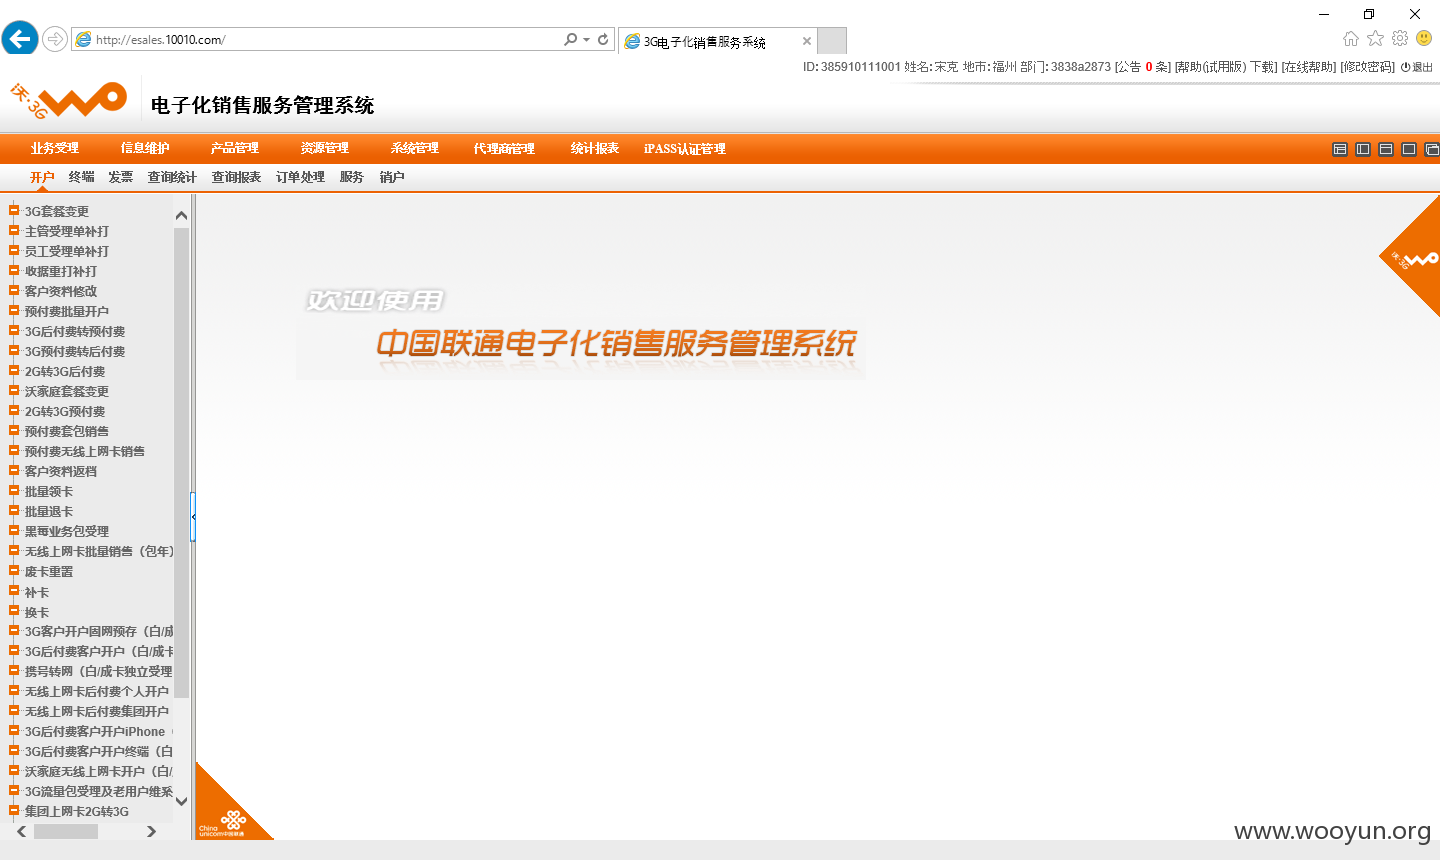 http://esales.10010.com/
3G电子化销售服务系统
ID: 385910111001 姓名: 宋克 地市: 福州 部门: 3838a2873 [公告 0 条] [帮助(试用版) 下载] [在线帮助] [修改密码] 退出
沃·3G
电子化销售服务管理系统
业务受理 信息维护 产品管理 资源管理 系统管理 代理商管理 统计报表 iPASS认证管理
开户 终端 发票 查询统计 查询报表 订单处理 服务 销户
3G套餐变更
主管受理单补打
员工受理单补打
收据重打补打
客户资料修改
预付费批量开户
3G后付费转预付费
3G预付费转后付费
2G转3G后付费
沃家庭套餐变更
2G转3G预付费
预付费套包销售
预付费无线上网卡销售
客户资料返档
批量领卡
批量退卡
黑莓业务包受理
无线上网卡批量销售（包年）
废卡重置
补卡
换卡
3G客户开户固网预存（白/成
3G后付费客户开户（白/成卡
携号转网（白/成卡独立受理
无线上网卡后付费个人开户
无线上网卡后付费集团开户
3G后付费客户开户iPhone（
3G后付费客户开户终端（白
沃家庭无线上网卡开户（白/
3G流量包受理及老用户维系
集团上网卡2G转3G
欢迎使用
中国联通电子化销售服务管理系统
沃·3G
China
unicom中国联通
www.wooyun.org